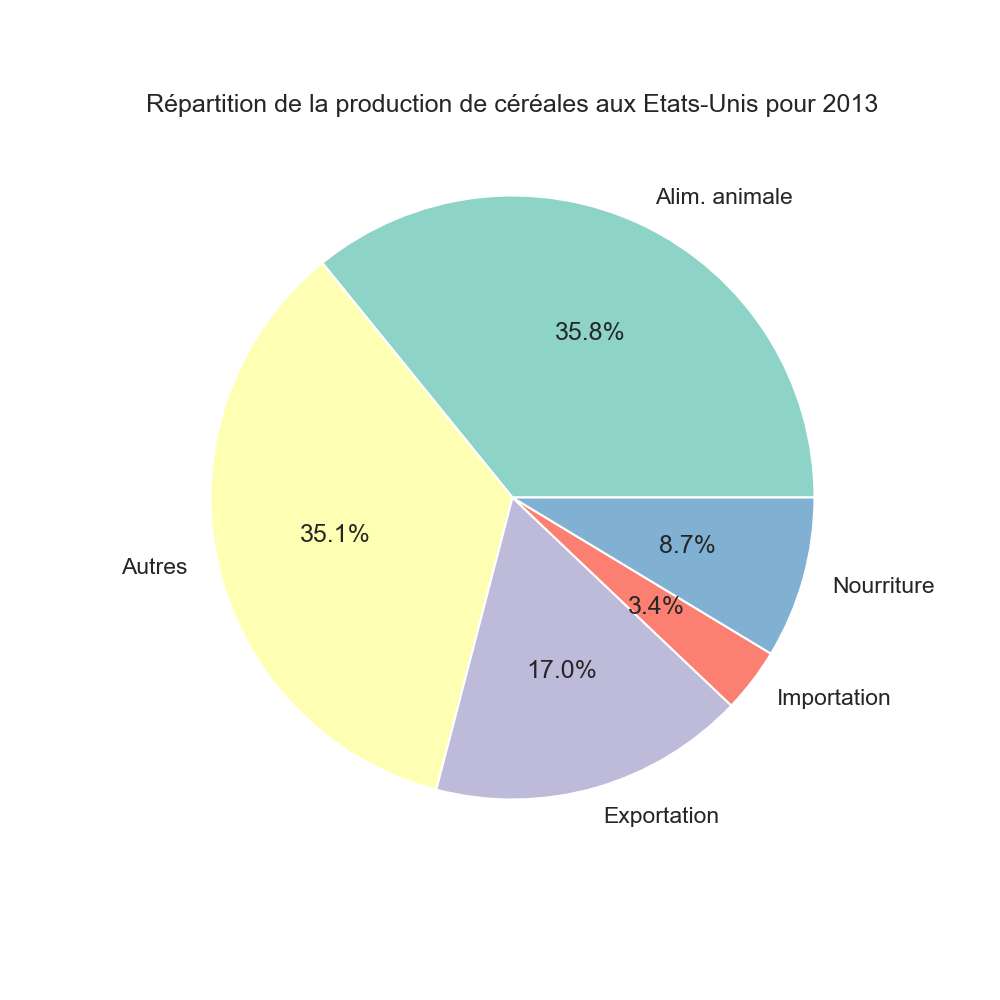 Répartition de la production de céréales aux Etats-Unis pour 2013
Alim. animale
35.8%
35.1%
Autres
8.7%
Nourriture
3.4%
17.0%
Importation
Exportation